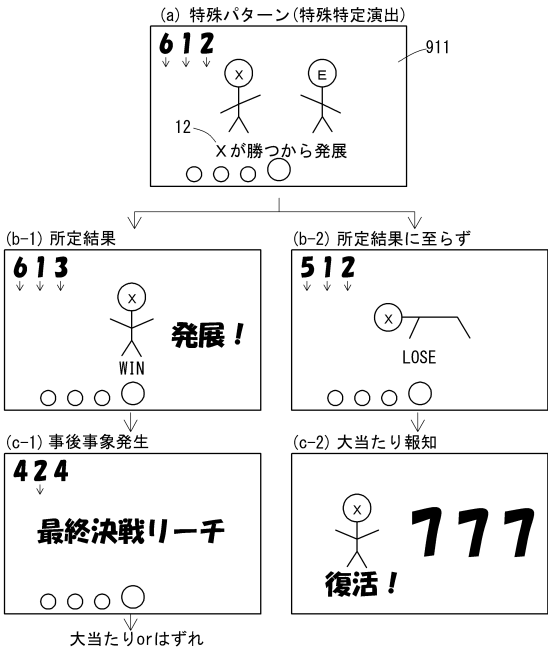 (a) 特殊パターン(特殊特定演出)
612
911
X
E
12
Xが勝つから発展
(b-1) 所定結果
613
X
発展！
WIN
(b-2) 所定結果に至らず
512
X
LOSE
(c-1) 事後事象発生
424
最終決戦リーチ
大当たりorはずれ
(c-2) 大当たり報知
X
777
復活！